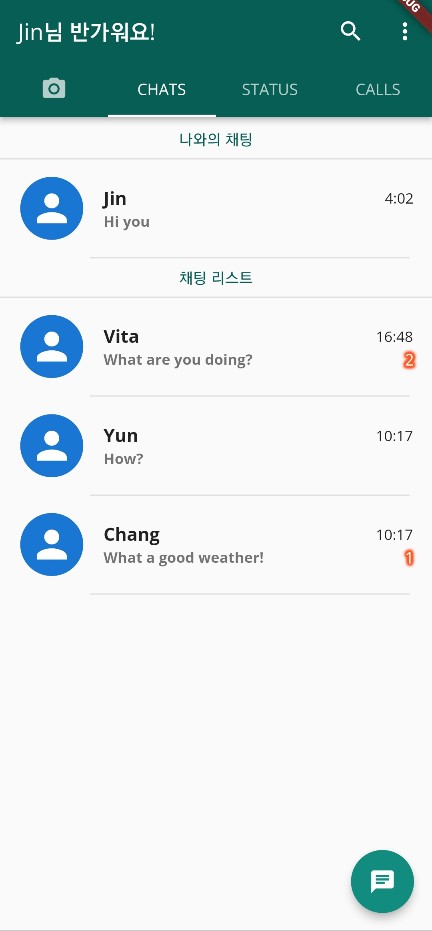 Jin님 반가워요!
CHATS STATUS CALLS
나와의 채팅
Jin 4:02
Hi you
채팅 리스트
Vita 16:48
What are you doing? 2
Yun 10:17
How?
Chang 10:17
What a good weather! 1